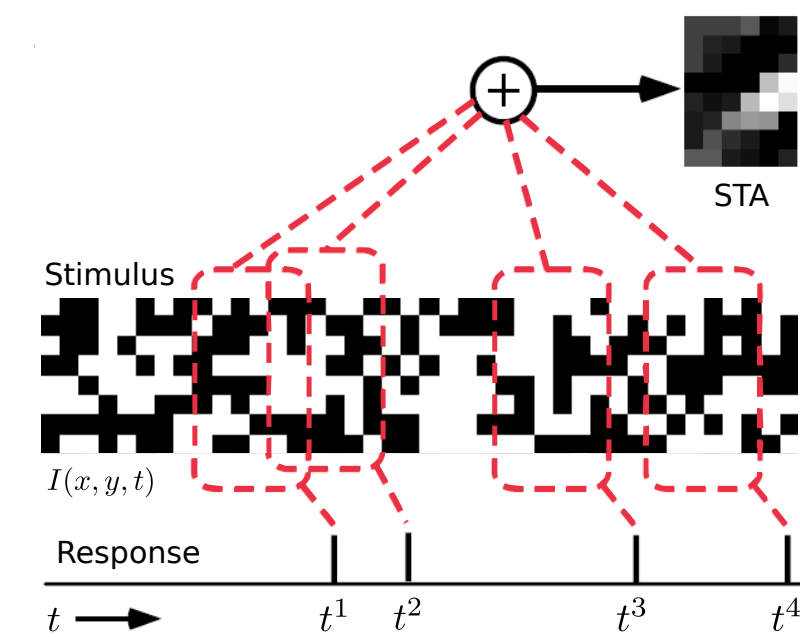 +
STA
Stimulus
I(x, y, t)
Response
t¹ t² t³ t⁴
t